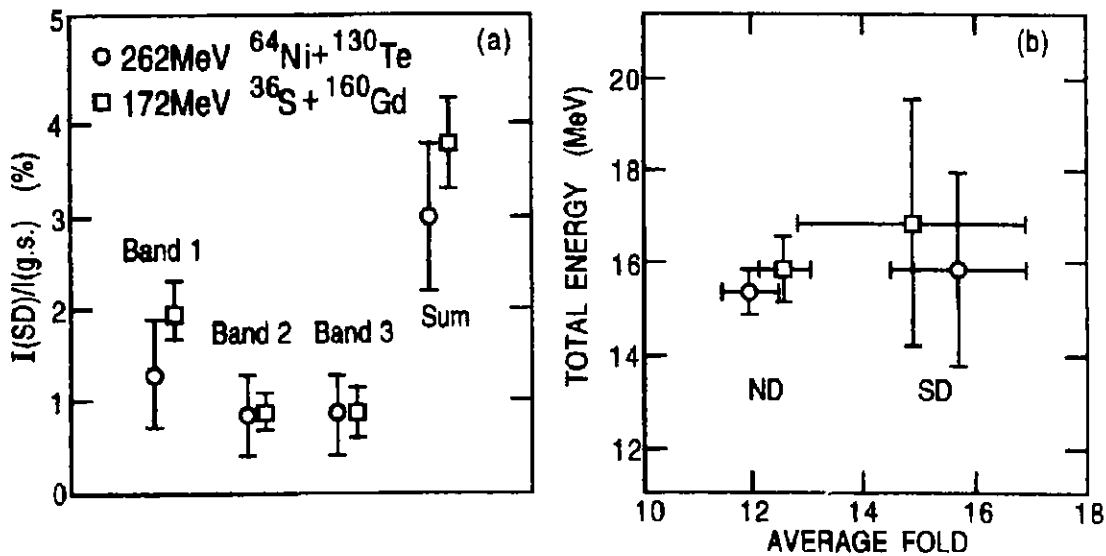 (a)
○ 262MeV ⁶⁴Ni+¹³⁰Te
□ 172MeV ³⁶S+¹⁶⁰Gd
I(SD)/I(g.s.) (%)
5
4
3
2
1
0
Band 1
Band 2
Band 3
Sum
(b)
TOTAL ENERGY (MeV)
20
18
16
14
12
ND
SD
10 12 14 16 18
AVERAGE FOLD